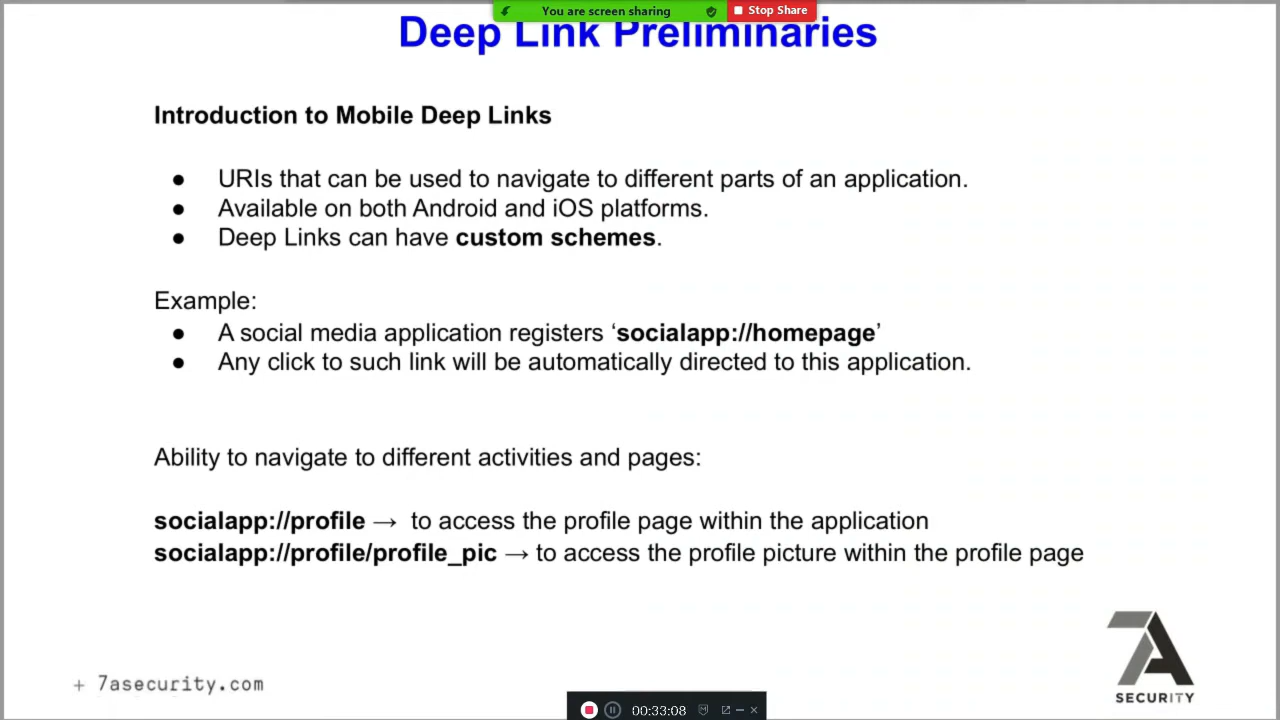 You are screen sharing
Stop Share
Deep Link Preliminaries
Introduction to Mobile Deep Links
● URIs that can be used to navigate to different parts of an application.
● Available on both Android and iOS platforms.
● Deep Links can have custom schemes.
Example:
● A social media application registers ‘socialapp://homepage’
● Any click to such link will be automatically directed to this application.
Ability to navigate to different activities and pages:
socialapp://profile → to access the profile page within the application
socialapp://profile/profile_pic → to access the profile picture within the profile page
7A
SECURITY
+ 7asecurity.com
00:33:08